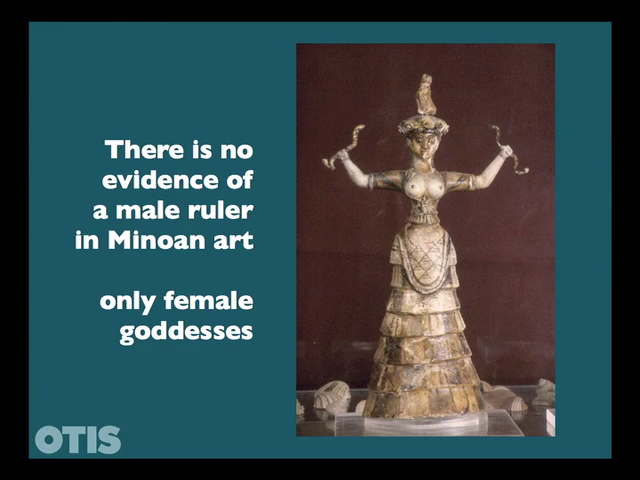 There is no
evidence of
a male ruler
in Minoan art
only female
goddesses
OTIS